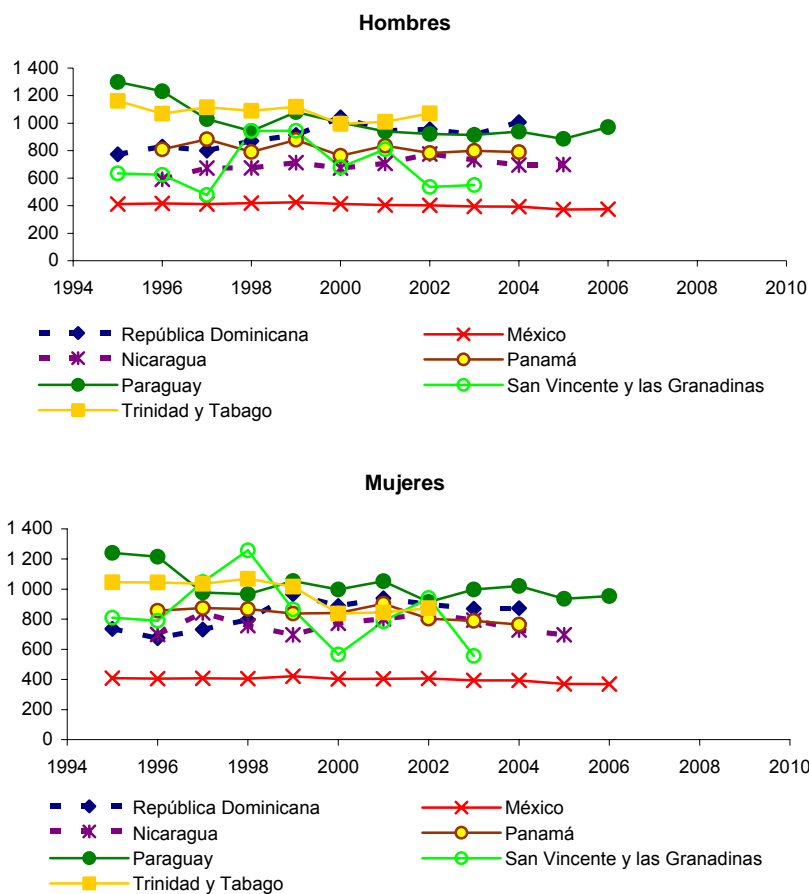 Hombres
1 400
1 200
1 000
800
600
400
200
0
1994 1996 1998 2000 2002 2004 2006 2008 2010
República Dominicana México
Nicaragua Panamá
Paraguay San Vincente y las Granadinas
Trinidad y Tabago
Mujeres
1 400
1 200
1 000
800
600
400
200
0
1994 1996 1998 2000 2002 2004 2006 2008 2010
República Dominicana México
Nicaragua Panamá
Paraguay San Vincente y las Granadinas
Trinidad y Tabago